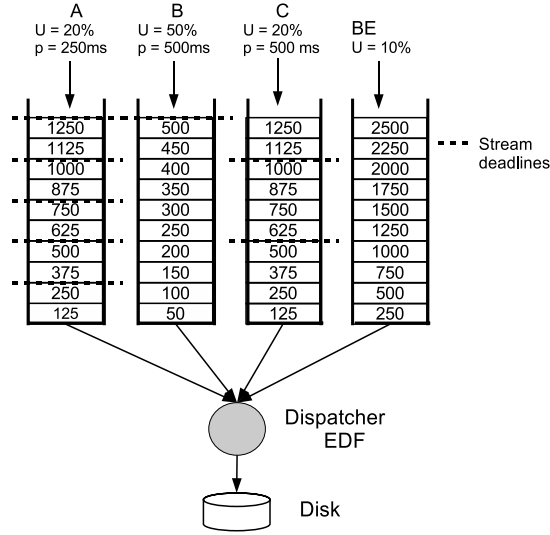 A
U = 20%
p = 250ms
B
U = 50%
p = 500ms
C
U = 20%
p = 500 ms
BE
U = 10%
1250
1125
1000
875
750
625
500
375
250
125
500
450
400
350
300
250
200
150
100
50
1250
1125
1000
875
750
625
500
375
250
125
2500
2250
2000
1750
1500
1250
1000
750
500
250
Stream
deadlines
Dispatcher
EDF
Disk